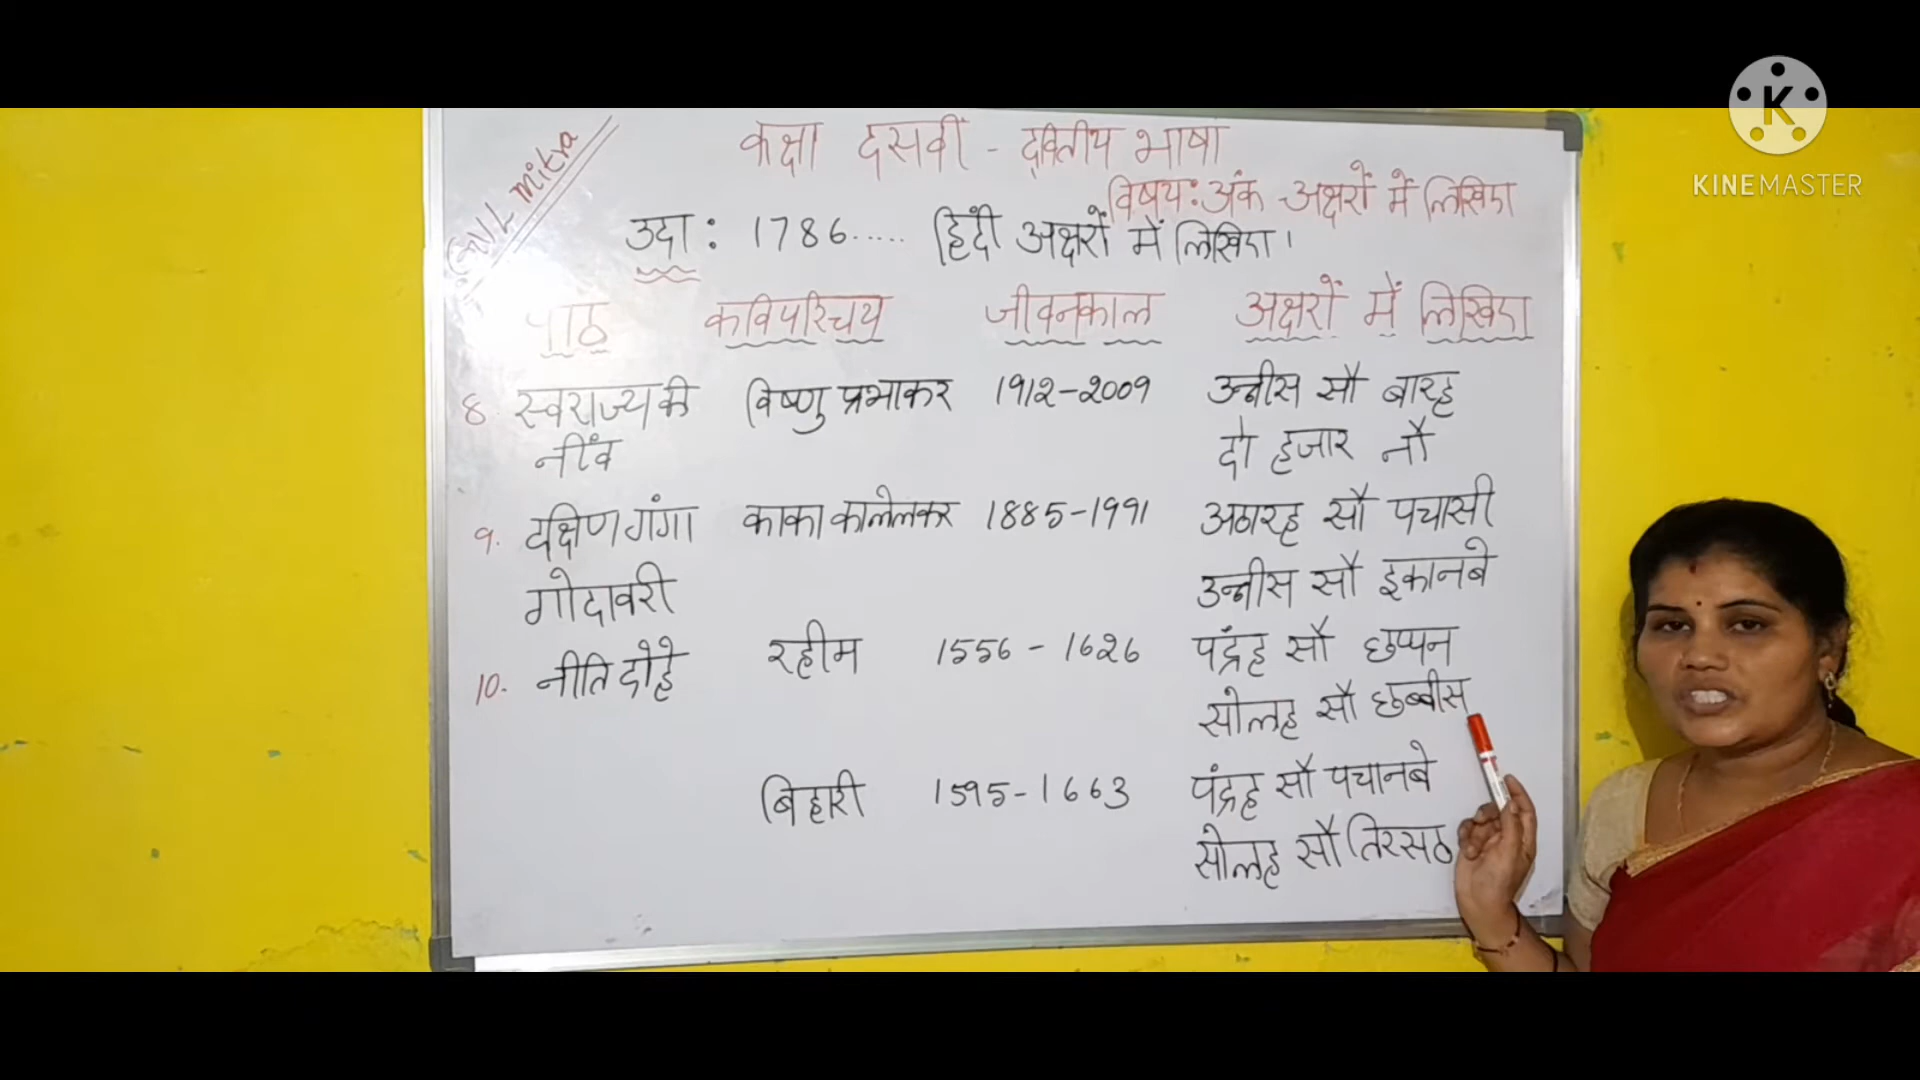 KINEMASTER
GVL mitra
कक्षा दसवीं - द्वितीय भाषा
विषय: अंक अक्षरों में लिखिए
उदा: 1786..... हिंदी अक्षरों में लिखिए।
पाठ कविपरिचय जीवनकाल अक्षरों में लिखिए
8. स्वराज्य की विष्णु प्रभाकर 1912-2009 उन्नीस सौ बारह
नींव दो हजार नौ
9. दक्षिण गंगा काका कालेलकर 1885-1991 अठारह सौ पचासी
गोदावरी उन्नीस सौ इकानबे
10. नीति दोहे रहीम 1556-1626 पंद्रह सौ छप्पन
सोलह सौ छब्बीस
बिहारी 1595-1663 पंद्रह सौ पचानबे
सोलह सौ तिरसठ